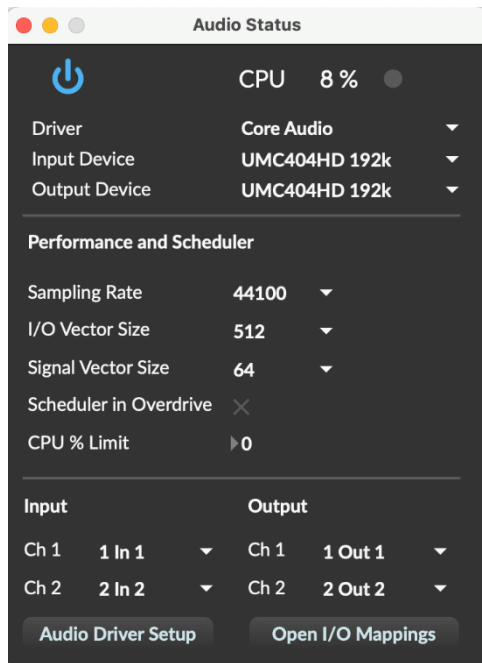 Audio Status
CPU 8 %
Driver Core Audio
Input Device UMC404HD 192k
Output Device UMC404HD 192k
Performance and Scheduler
Sampling Rate 44100
I/O Vector Size 512
Signal Vector Size 64
Scheduler in Overdrive
CPU % Limit 0
Input Output
Ch 1 1 In 1 Ch 1 1 Out 1
Ch 2 2 In 2 Ch 2 2 Out 2
Audio Driver Setup Open I/O Mappings